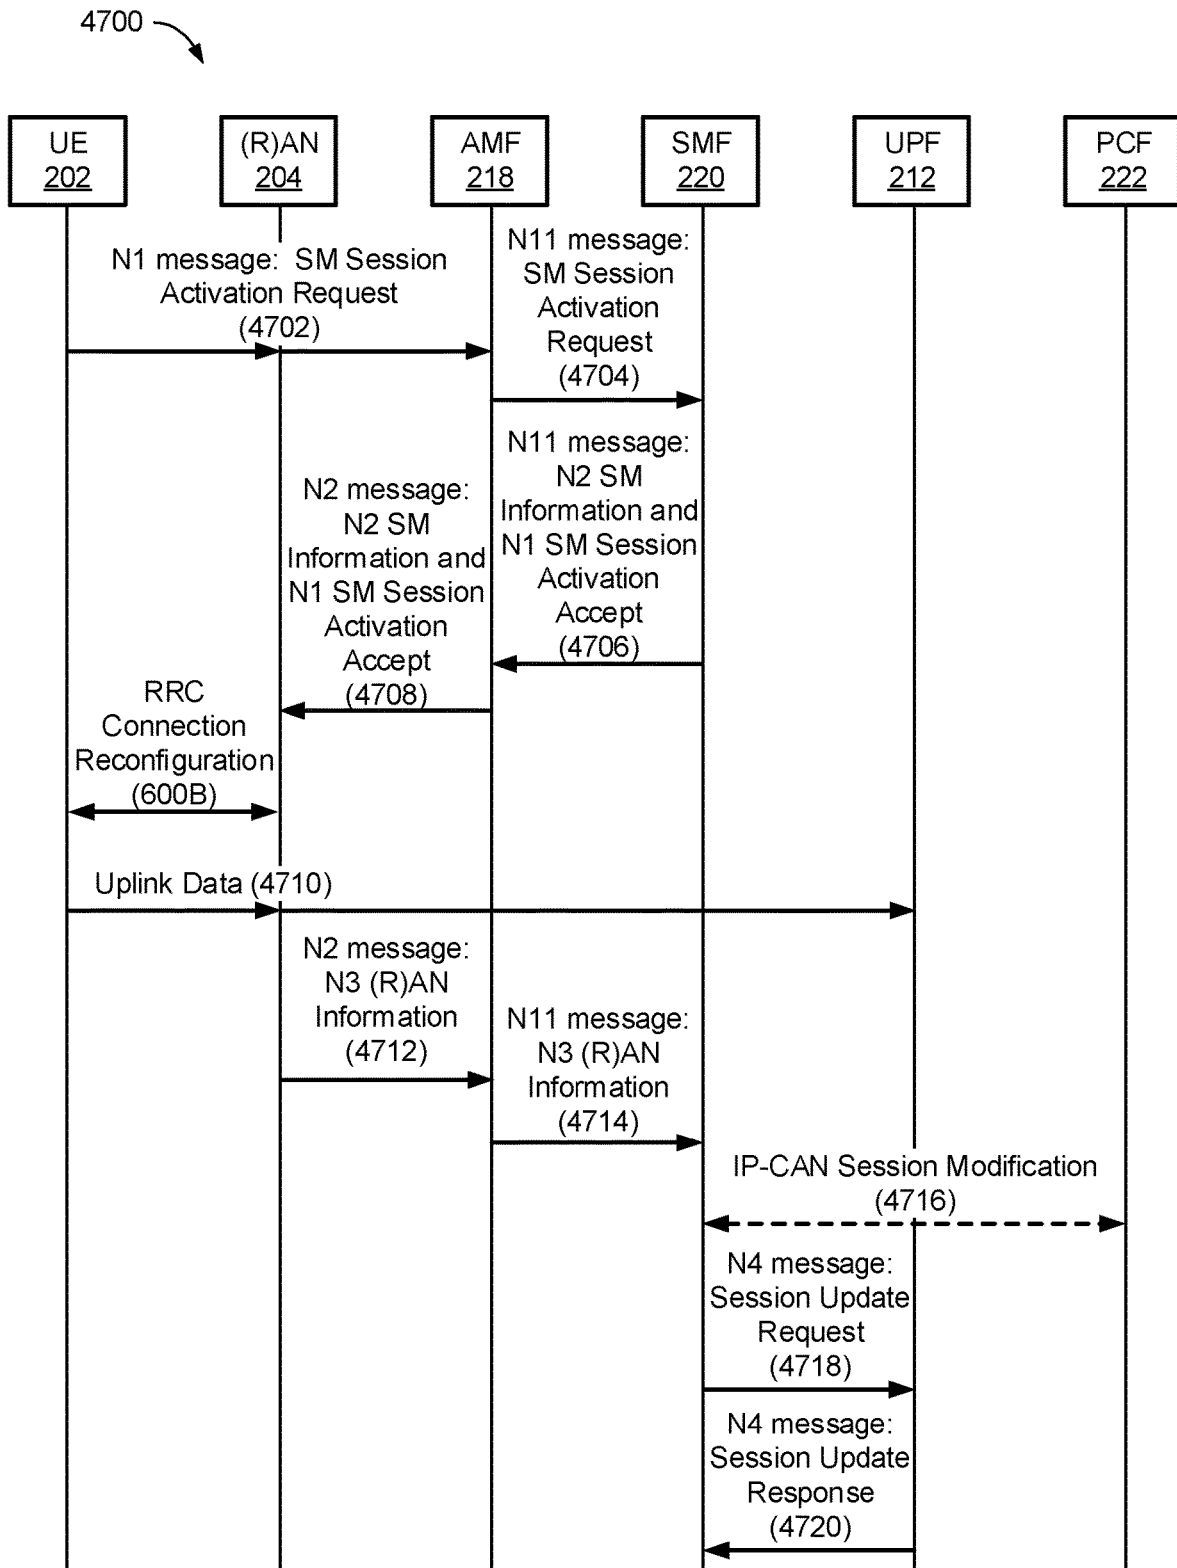 4700
UE
202
(R)AN
204
AMF
218
SMF
220
UPF
212
PCF
222
N1 message: SM Session
Activation Request
(4702)
N11 message:
SM Session
Activation
Request
(4704)
N11 message:
N2 SM
Information and
N1 SM Session
Activation
Accept
(4706)
N2 message:
N2 SM
Information and
N1 SM Session
Activation
Accept
(4708)
RRC
Connection
Reconfiguration
(600B)
Uplink Data (4710)
N2 message:
N3 (R)AN
Information
(4712)
N11 message:
N3 (R)AN
Information
(4714)
IP-CAN Session Modification
(4716)
N4 message:
Session Update
Request
(4718)
N4 message:
Session Update
Response
(4720)